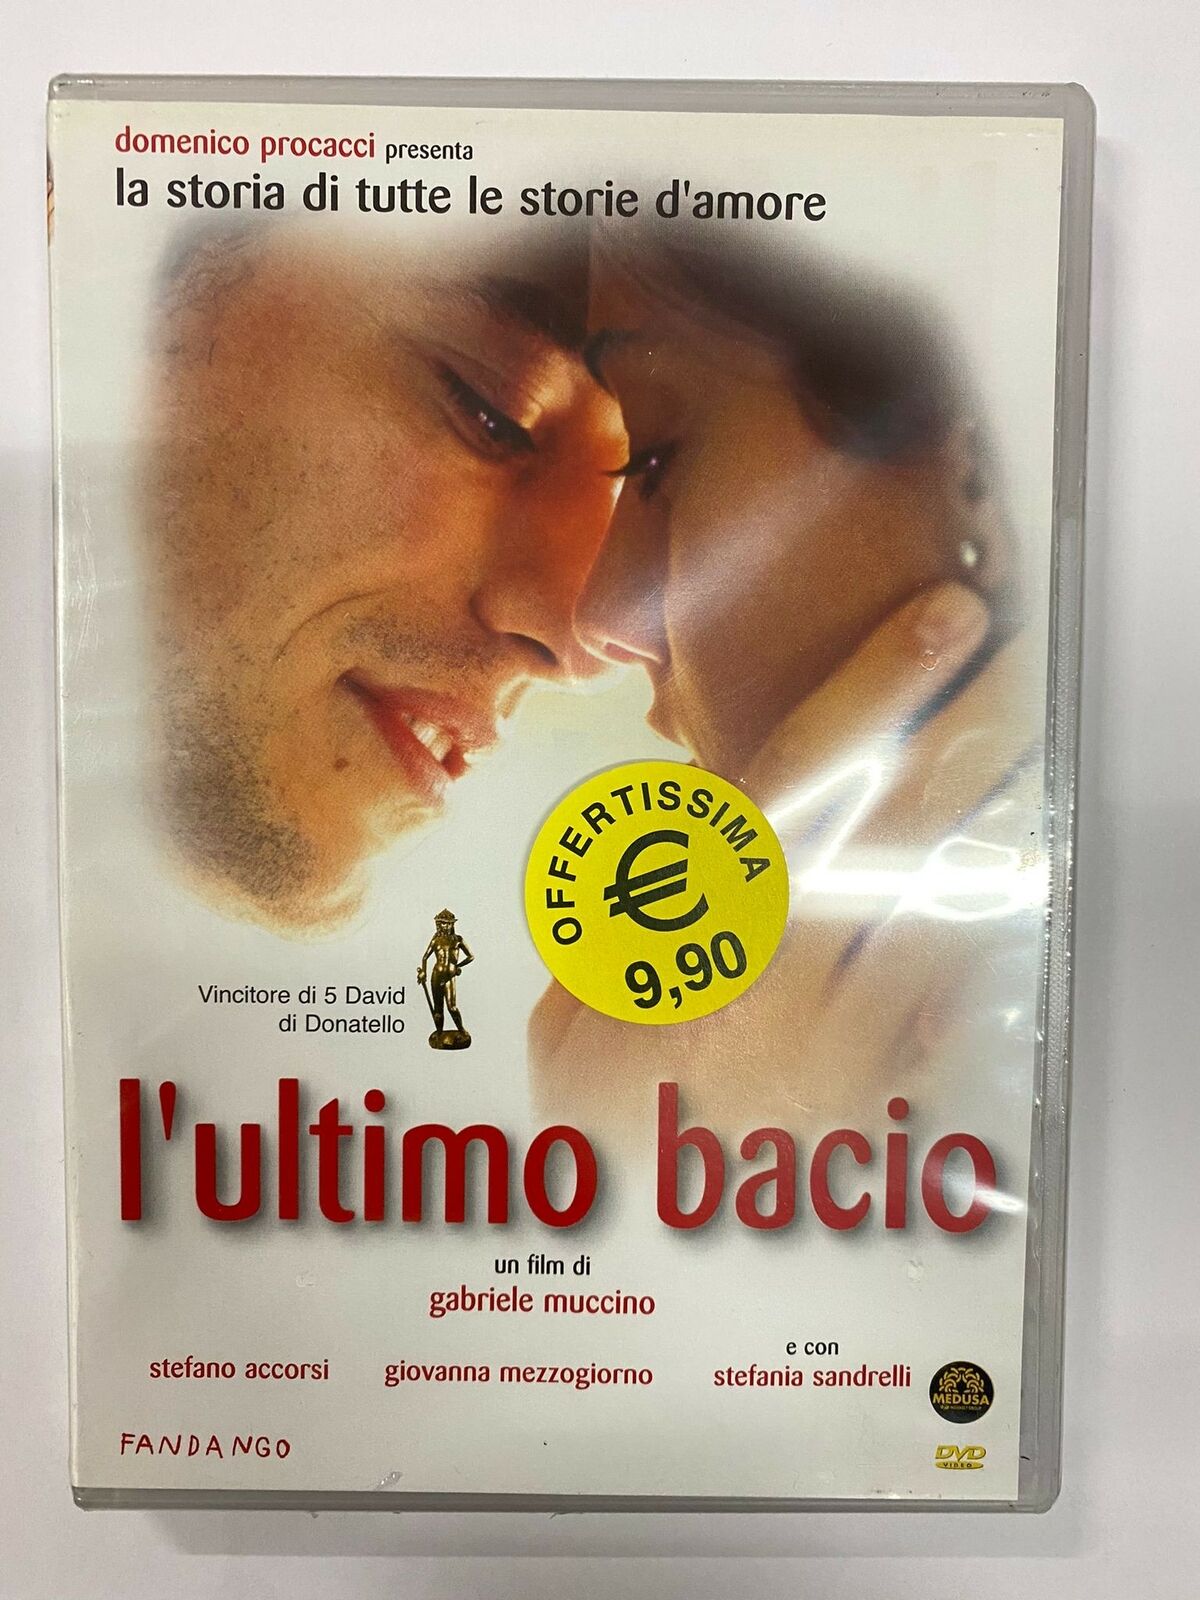 domenico procacci presenta
la storia di tutte le storie d'amore
OFFERTISSIMA
€
9,90
Vincitore di 5 David
di Donatello
l'ultimo bacio
un film di
gabriele muccino
stefano accorsi
giovanna mezzogiorno
e con
stefania sandrelli
MEDUSA
FANDANGO
DVD
VIDEO